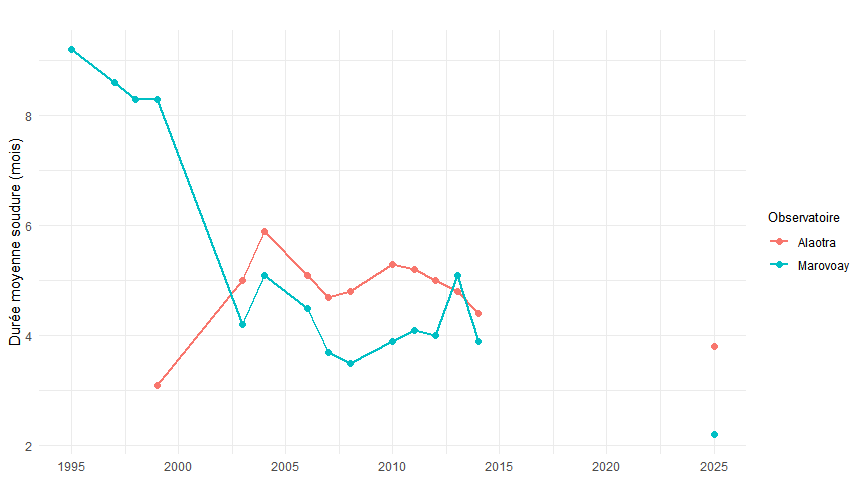 Durée moyenne soudure (mois)
8
6
4
2
1995 2000 2005 2010 2015 2020 2025
Observatoire
Alaotra
Marovoay